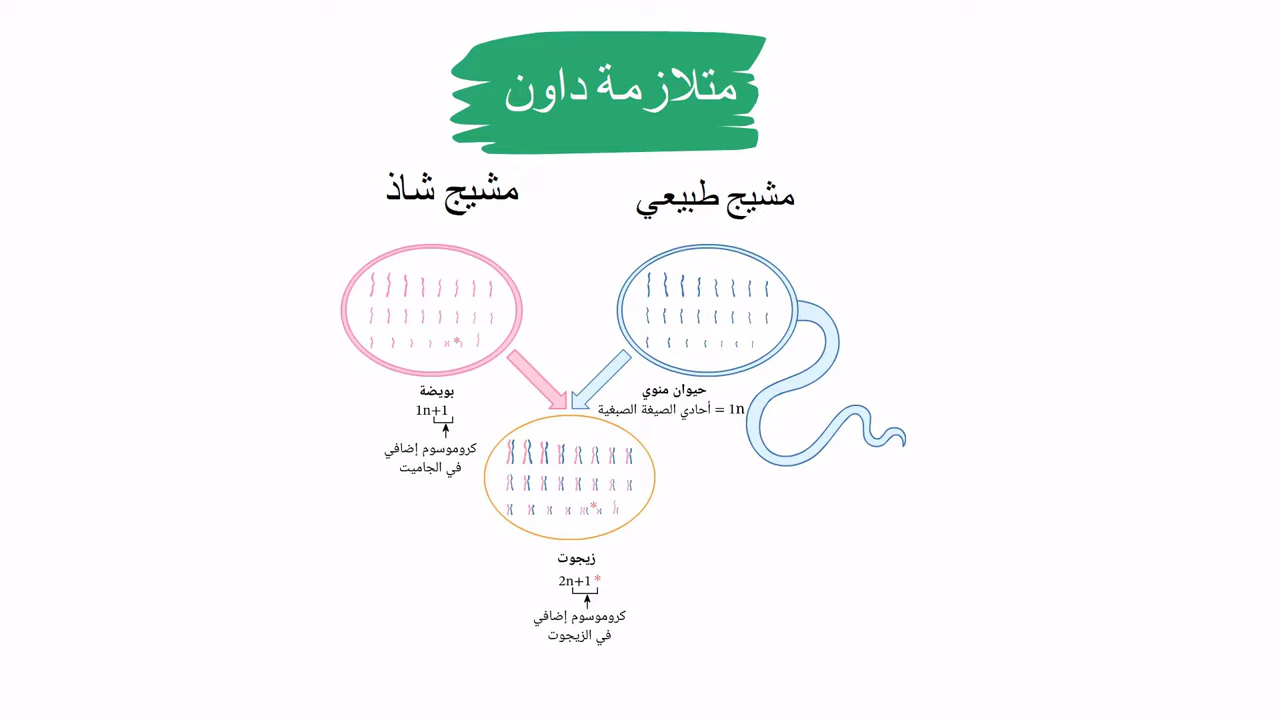 متلازمة داون
مشيج طبيعي
مشيج شاذ
حيوان منوي
1n = أحادي الصيغة الصبغية
بويضة
1n+1
كروموسوم إضافي
في الجاميت
*
*
زيجوت
2n+1 *
كروموسوم إضافي
في الزيجوت